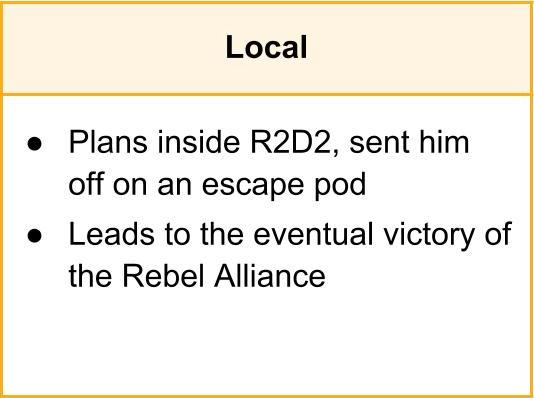 Local
● Plans inside R2D2, sent him
off on an escape pod
● Leads to the eventual victory of
the Rebel Alliance